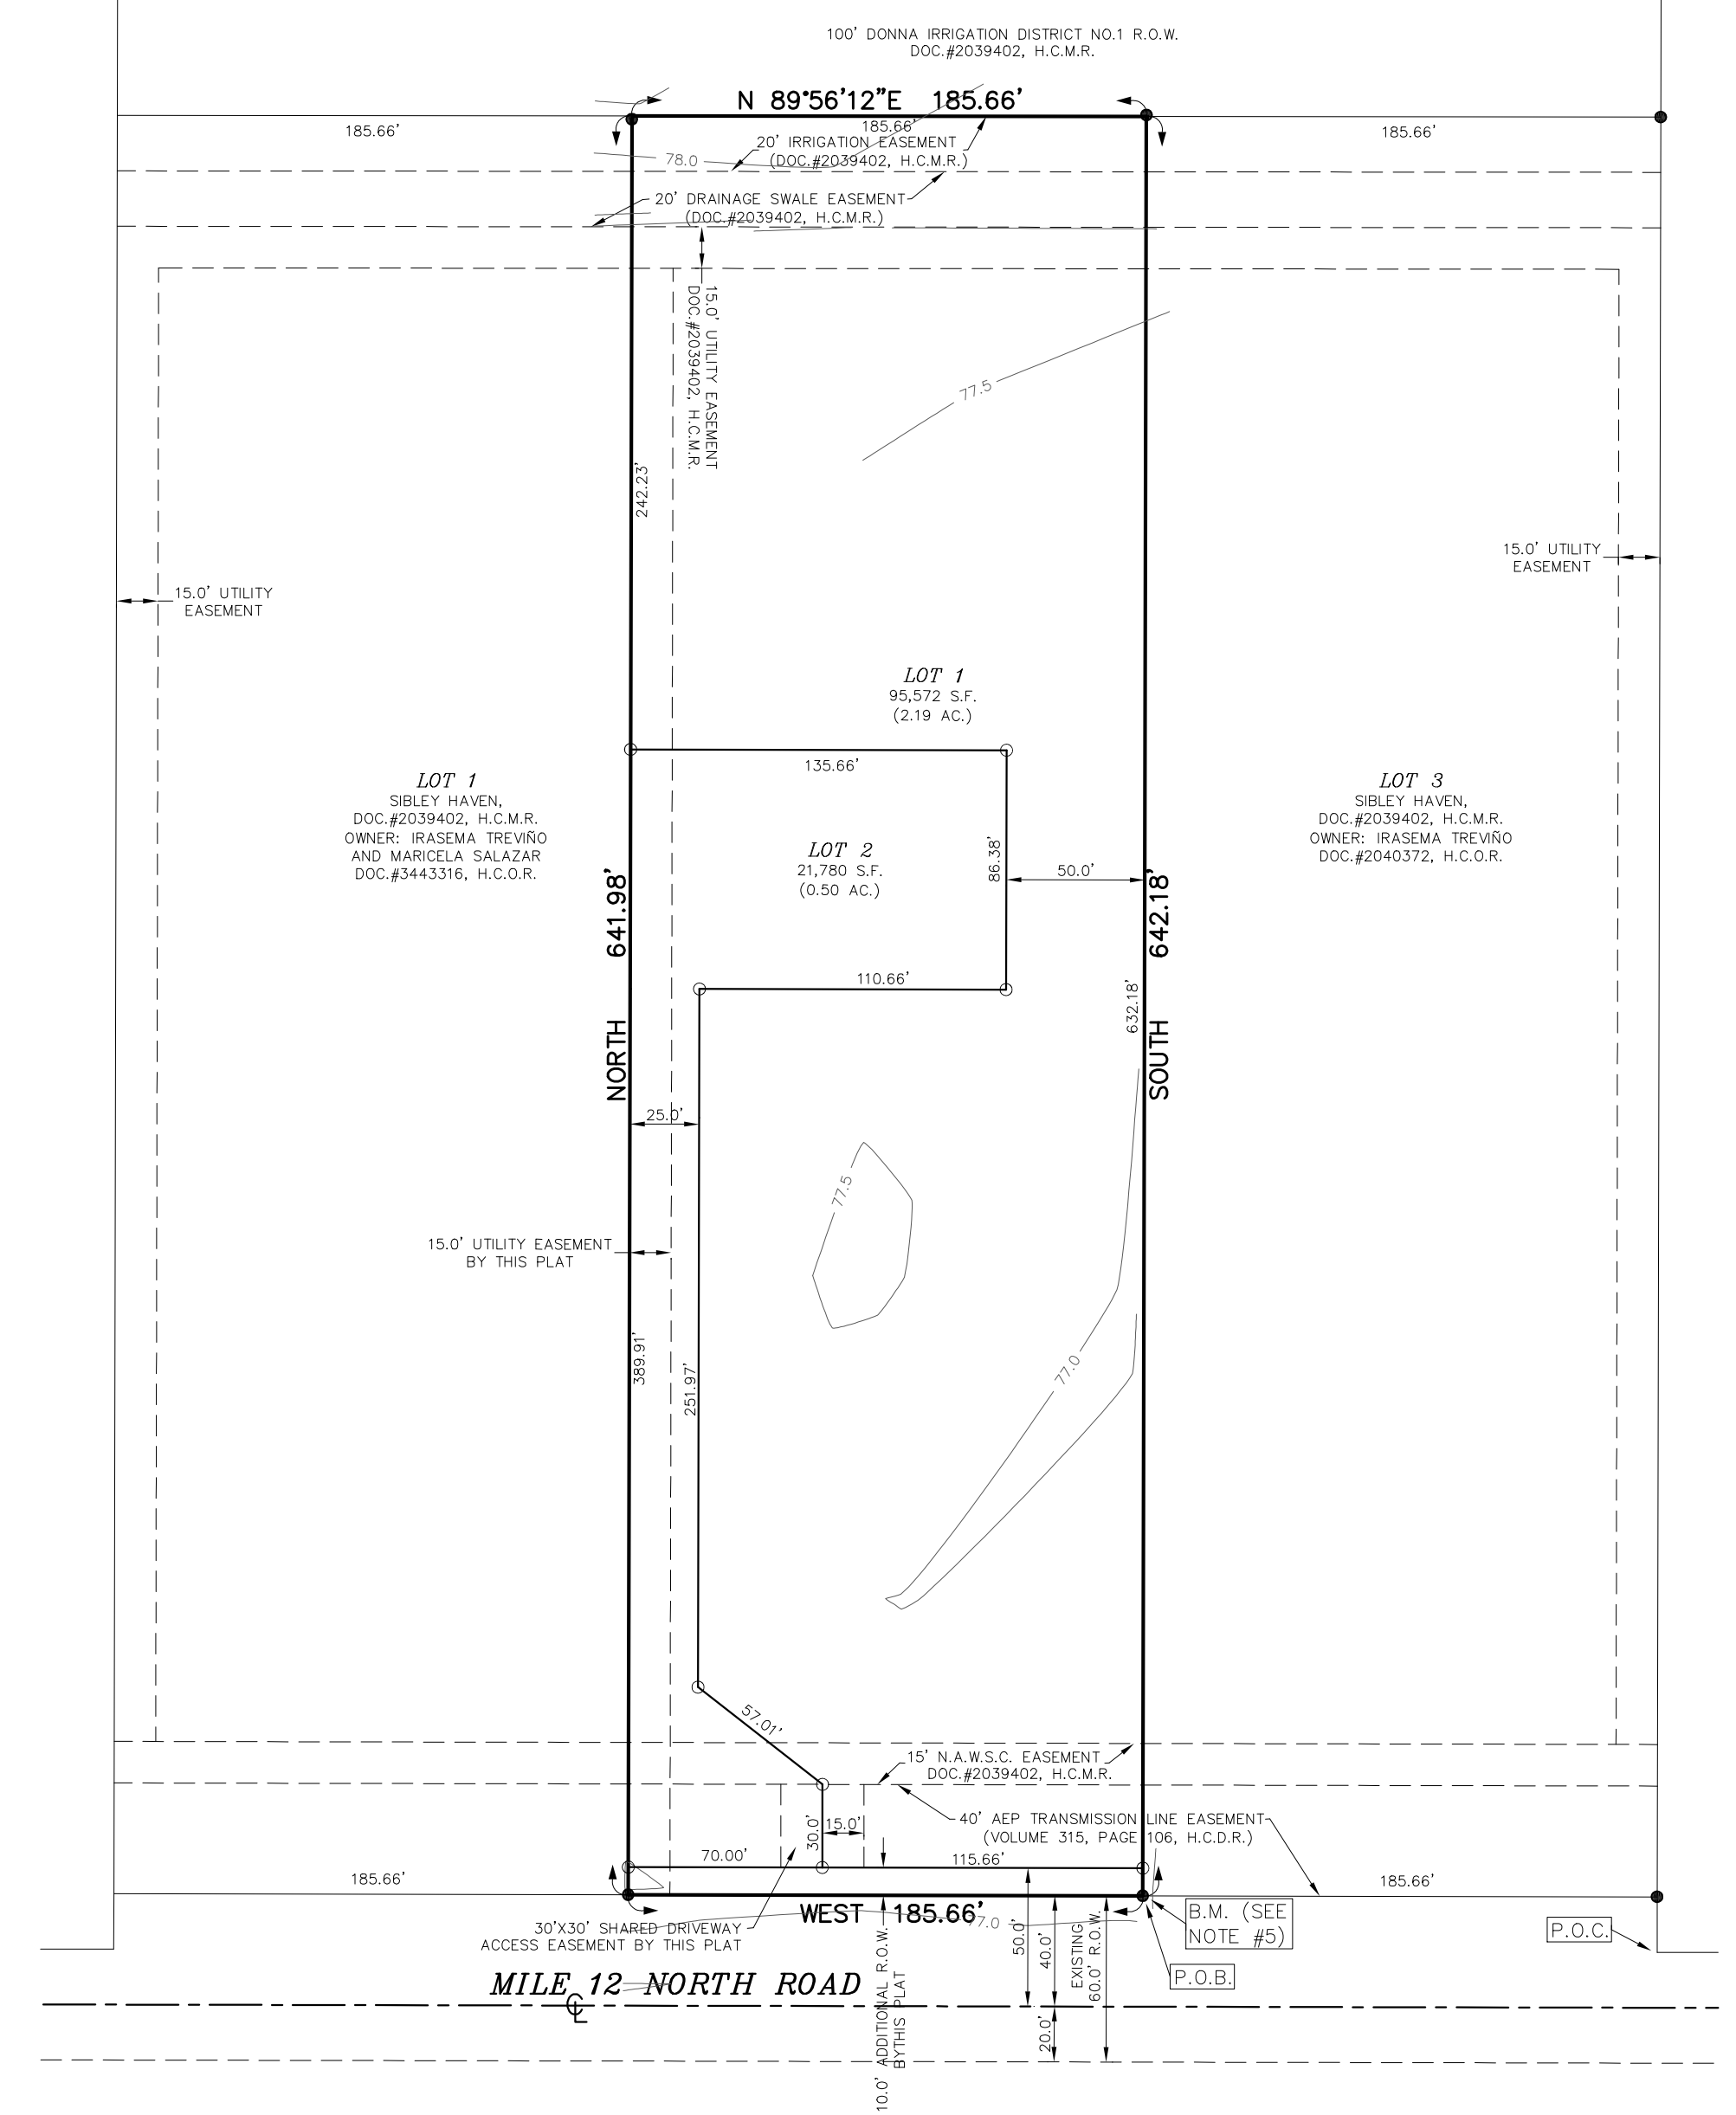 100' DONNA IRRIGATION DISTRICT NO.1 R.O.W.
DOC.#2039402, H.C.M.R.
N 89°56'12"E 185.66'
185.66'
185.66'
185.66'
20' IRRIGATION EASEMENT
(DOC.#2039402, H.C.M.R.)
78.0
20' DRAINAGE SWALE EASEMENT
(DOC.#2039402, H.C.M.R.)
15.0' UTILITY EASEMENT
DOC.#2039402, H.C.M.R.
77.5
242.23'
15.0' UTILITY
EASEMENT
15.0' UTILITY
EASEMENT
LOT 1
95,572 S.F.
(2.19 AC.)
135.66'
LOT 1
SIBLEY HAVEN,
DOC.#2039402, H.C.M.R.
OWNER: IRASEMA TREVIÑO
AND MARICELA SALAZAR
DOC.#3443316, H.C.O.R.
LOT 2
21,780 S.F.
(0.50 AC.)
86.38'
50.0'
LOT 3
SIBLEY HAVEN,
DOC.#2039402, H.C.M.R.
OWNER: IRASEMA TREVIÑO
DOC.#2040372, H.C.O.R.
NORTH 641.98'
SOUTH 642.18'
110.66'
632.18'
25.0'
77.5
15.0' UTILITY EASEMENT
BY THIS PLAT
389.91'
251.97'
77.0
57.01'
15' N.A.W.S.C. EASEMENT
DOC.#2039402, H.C.M.R.
40' AEP TRANSMISSION LINE EASEMENT
(VOLUME 315, PAGE 106, H.C.D.R.)
30.0'
15.0'
70.00'
115.66'
185.66'
185.66'
WEST 185.66'
77.0
30'X30' SHARED DRIVEWAY
ACCESS EASEMENT BY THIS PLAT
10.0' ADDITIONAL R.O.W.
BYTHIS PLAT
50.0'
40.0'
EXISTING
60.0' R.O.W.
20.0'
B.M. (SEE
NOTE #5)
P.O.B.
P.O.C.
MILE 12 NORTH ROAD
℄